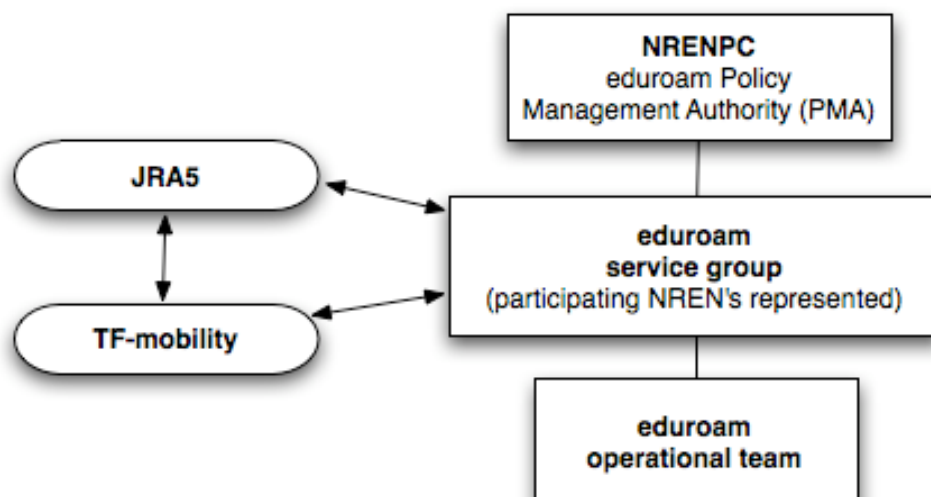 NRENPC
eduroam Policy
Management Authority (PMA)
JRA5
eduroam
service group
(participating NREN's represented)
TF-mobility
eduroam
operational team